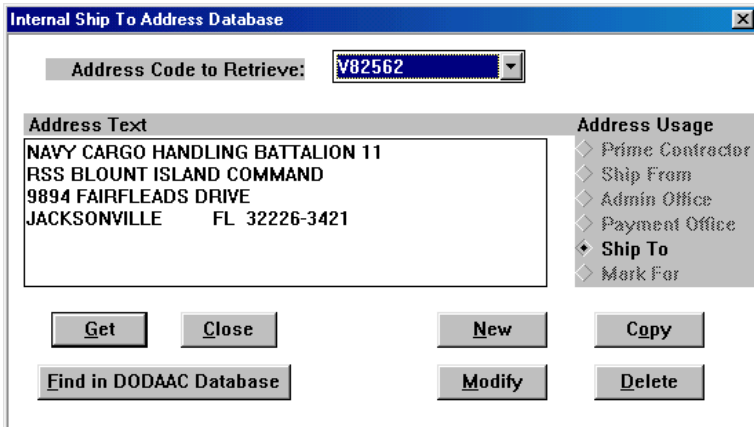 Internal Ship To Address Database
Address Code to Retrieve: V82562
Address Text
NAVY CARGO HANDLING BATTALION 11
RSS BLOUNT ISLAND COMMAND
9894 FAIRFLEADS DRIVE
JACKSONVILLE FL 32226-3421
Address Usage
Prime Contractor
Ship From
Admin Office
Payment Office
Ship To
Mark For
Get Close New Copy
Find in DODAAC Database Modify Delete